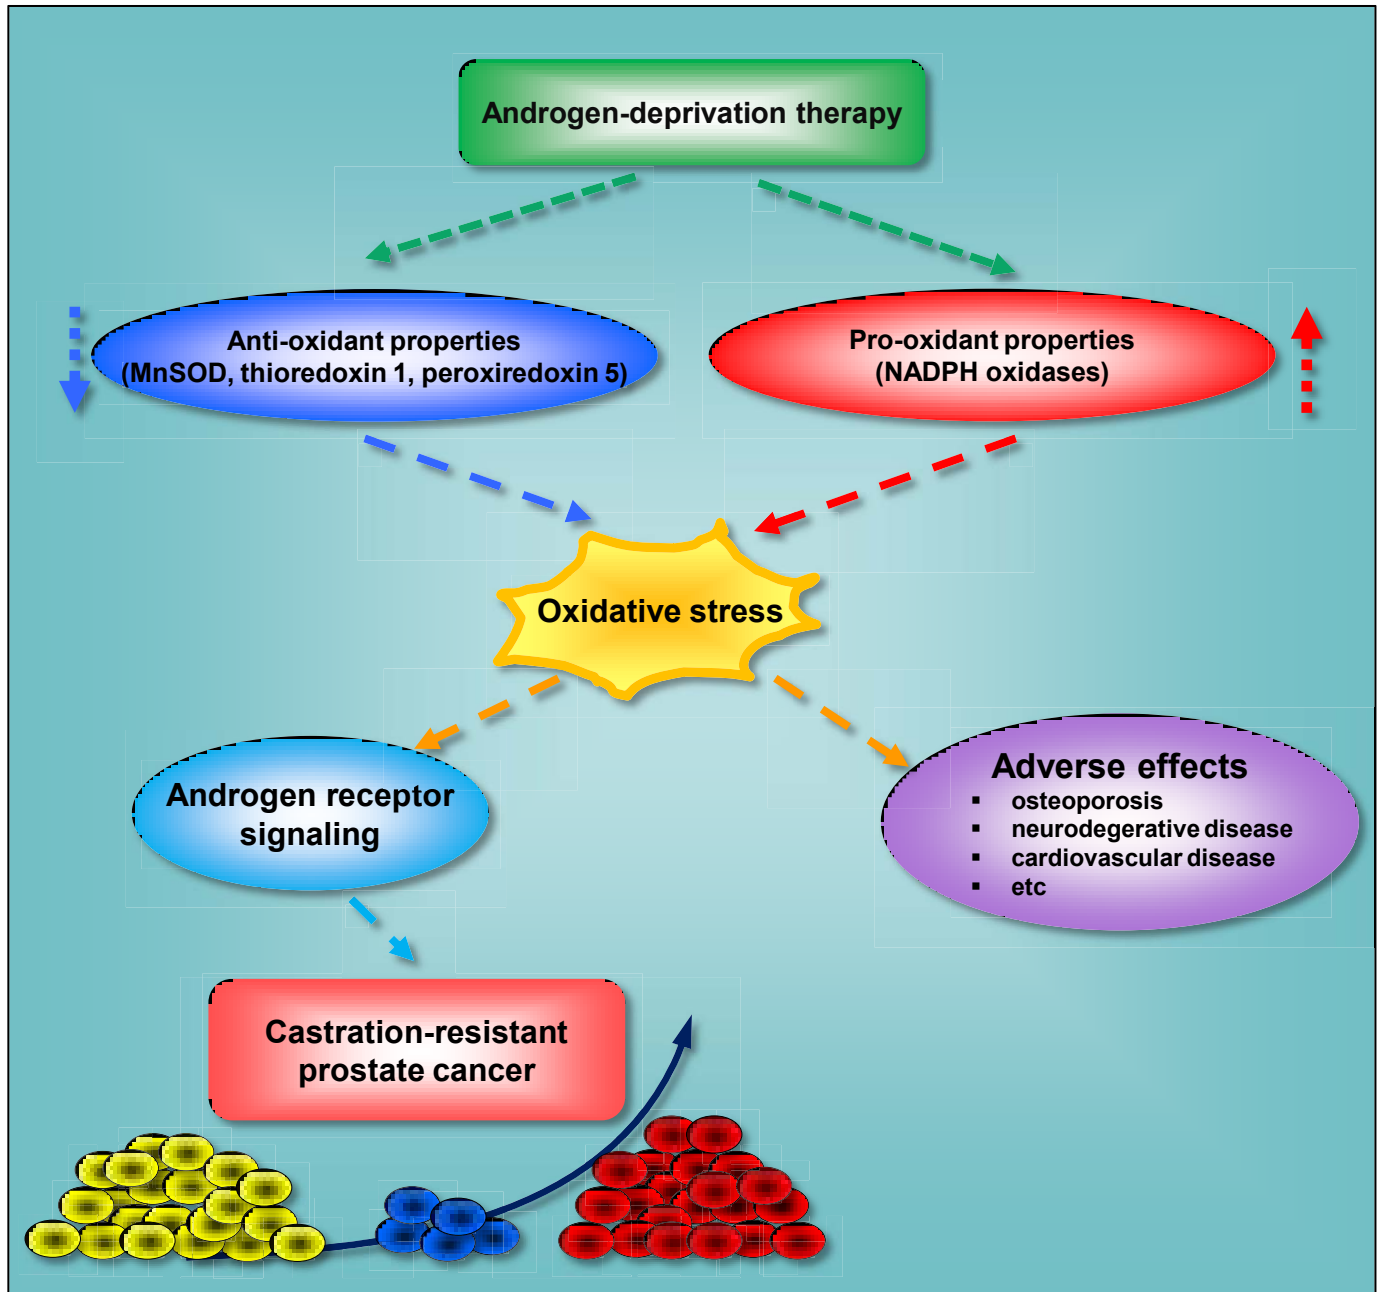 Androgen-deprivation therapy
Anti-oxidant properties
(MnSOD, thioredoxin 1, peroxiredoxin 5)
Pro-oxidant properties
(NADPH oxidases)
Oxidative stress
Androgen receptor
signaling
Adverse effects
▪ osteoporosis
▪ neurodegerative disease
▪ cardiovascular disease
▪ etc
Castration-resistant
prostate cancer